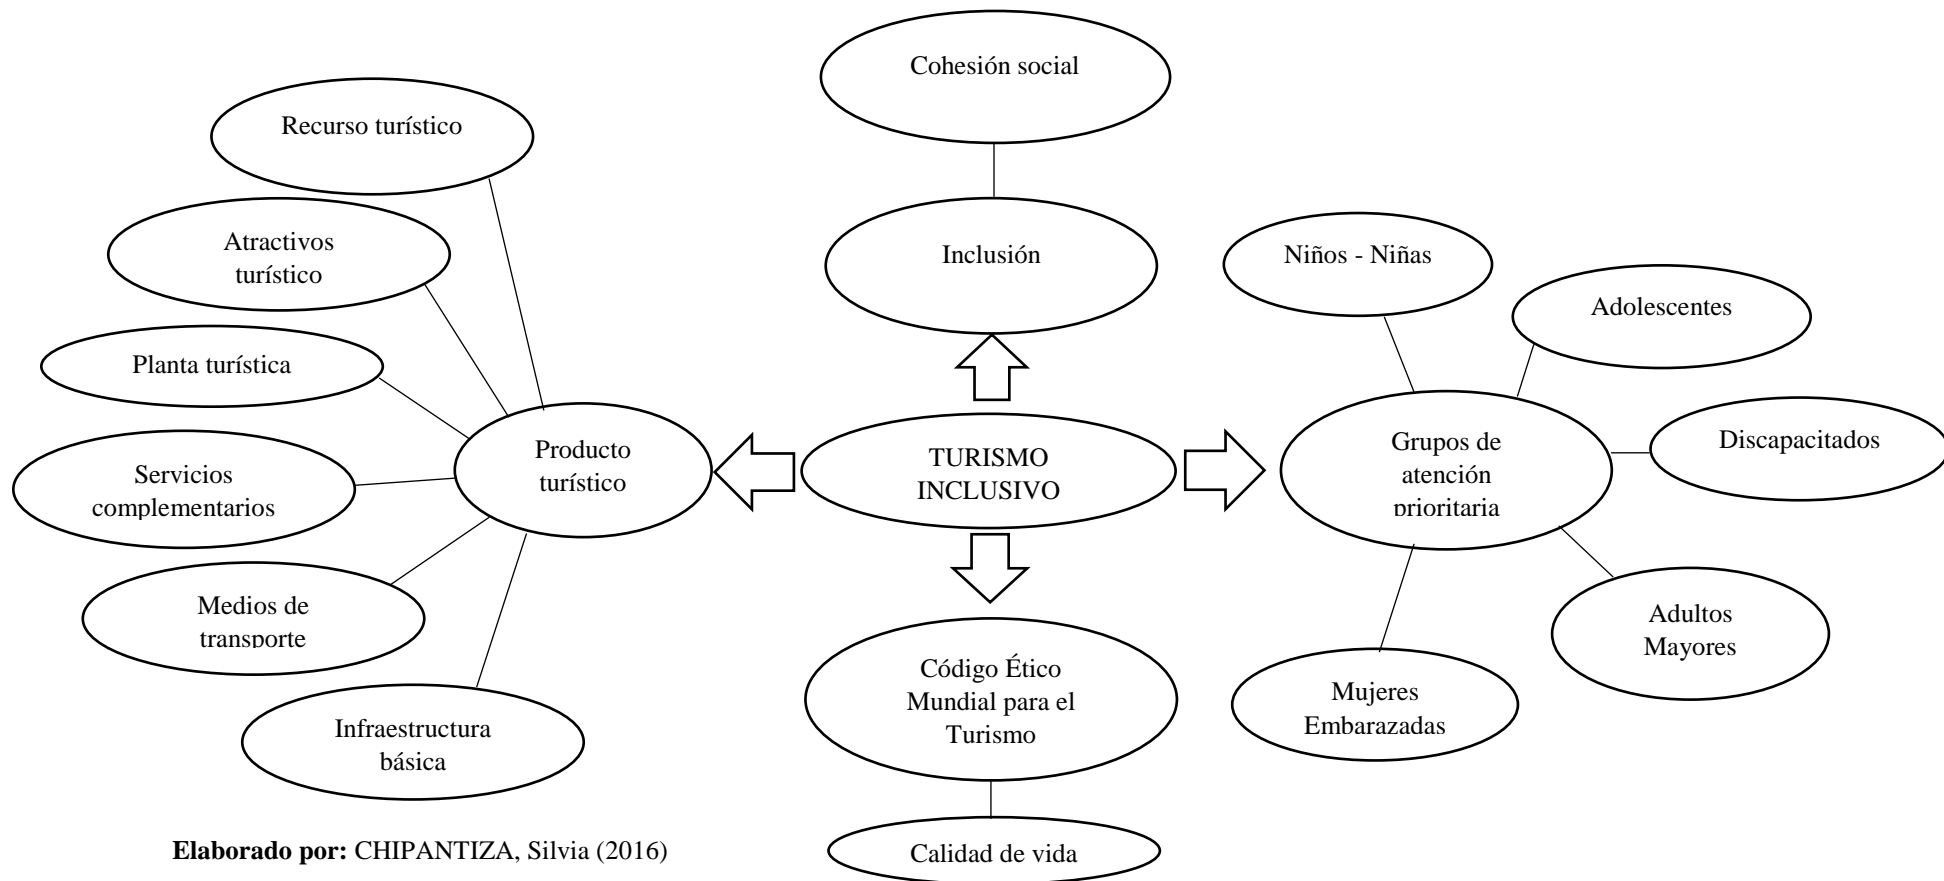 Cohesión social
Recurso turístico
Atractivos
turístico
Inclusión
Niños - Niñas
Adolescentes
Planta turística
Producto
turístico
TURISMO
INCLUSIVO
Grupos de
atención
prioritaria
Discapacitados
Servicios
complementarios
Medios de
transporte
Código Ético
Mundial para el
Turismo
Adultos
Mayores
Mujeres
Embarazadas
Infraestructura
básica
Calidad de vida
Elaborado por: CHIPANTIZA, Silvia (2016)